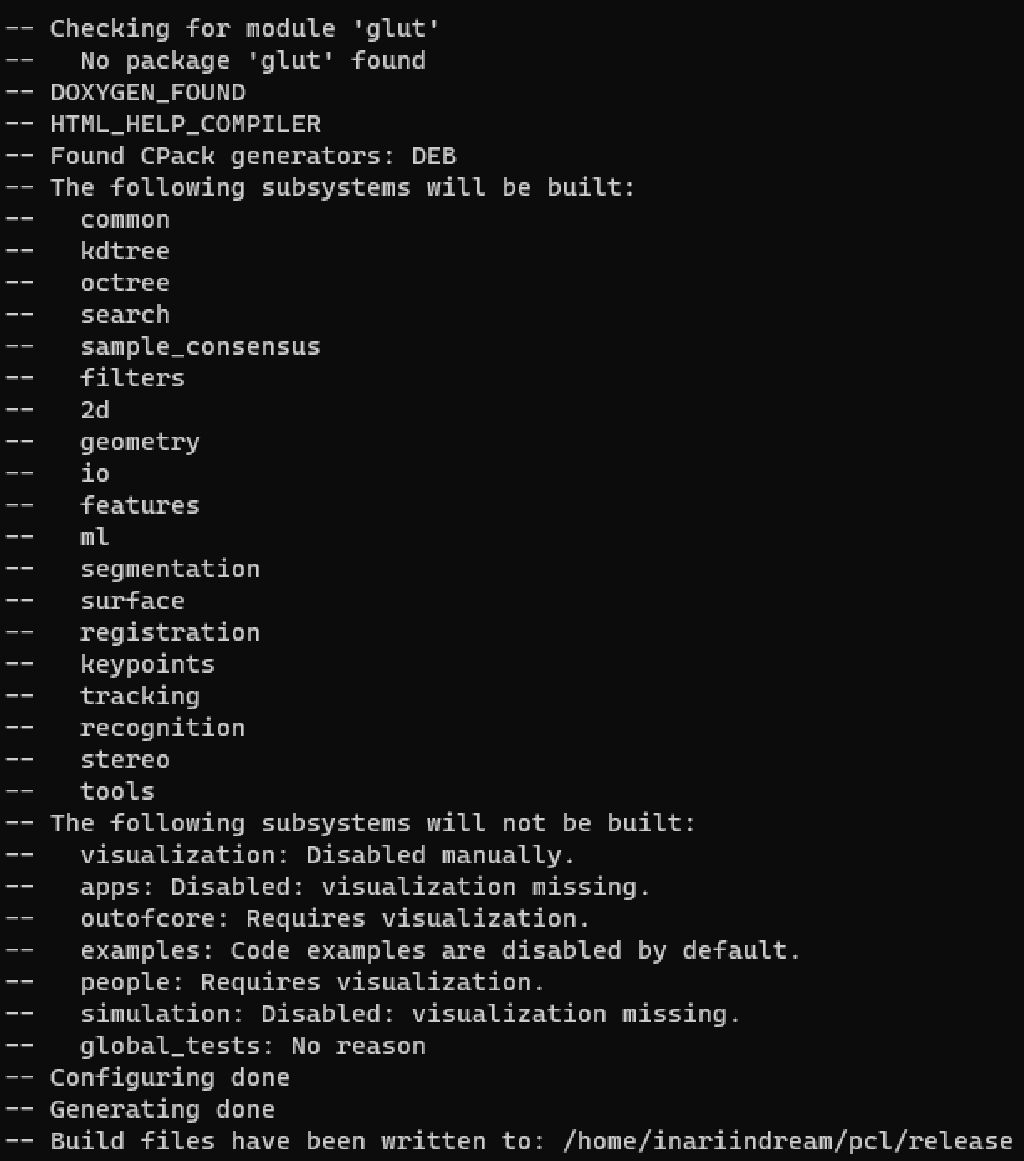 -- Checking for module 'glut'
--   No package 'glut' found
-- DOXYGEN_FOUND
-- HTML_HELP_COMPILER
-- Found CPack generators: DEB
-- The following subsystems will be built:
--   common
--   kdtree
--   octree
--   search
--   sample_consensus
--   filters
--   2d
--   geometry
--   io
--   features
--   ml
--   segmentation
--   surface
--   registration
--   keypoints
--   tracking
--   recognition
--   stereo
--   tools
-- The following subsystems will not be built:
--   visualization: Disabled manually.
--   apps: Disabled: visualization missing.
--   outofcore: Requires visualization.
--   examples: Code examples are disabled by default.
--   people: Requires visualization.
--   simulation: Disabled: visualization missing.
--   global_tests: No reason
-- Configuring done
-- Generating done
-- Build files have been written to: /home/inariindream/pcl/release